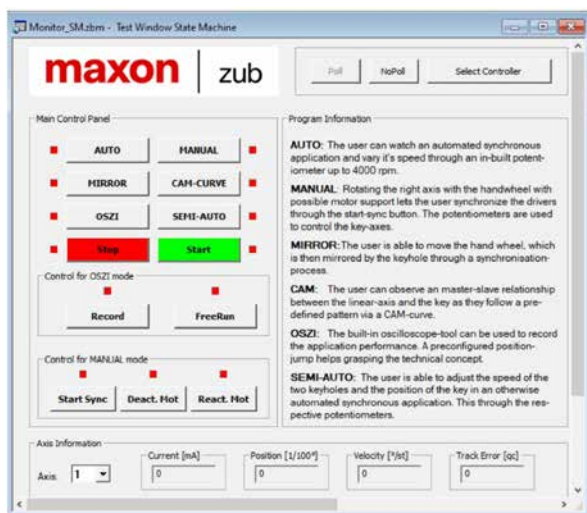 Monitor_SM.zbm - Test Window State Machine
maxon | zub
Poll NoPoll Select Controller
Main Control Panel
AUTO MANUAL
MIRROR CAM-CURVE
OSZI SEMI-AUTO
Stop Start
Control for OSZI mode
Record FreeRun
Control for MANUAL mode
Start Sync Deact. Mot React. Mot
Program Information
AUTO: The user can watch an automated synchronous
application and vary it's speed through an in-built potent-
iometer up to 4000 rpm.
MANUAL: Rotating the right axis with the handwheel with
possible motor support lets the user synchronize the drivers
through the start-sync button. The potentiometers are used
to control the key-axes.
MIRROR: The user is able to move the hand wheel, which
is then mirrored by the keyhole through a synchronisation-
process.
CAM: The user can observe an master-slave relationship
between the linear-axis and the key as they follow a pre-
defined pattern via a CAM-curve.
OSZI: The built-in oscilloscope-tool can be used to record
the application performance. A preconfigured position-
jump helps grasping the technical concept.
SEMI-AUTO: The user is able to adjust the speed of the
two keyholes and the position of the key in an otherwise
automated synchronous application. This through the res-
pective potentiometers.
Axis Information
Current [mA] Position [1/100°] Velocity [°/st] Track Error [qc]
Axis 1 0 0 0 0